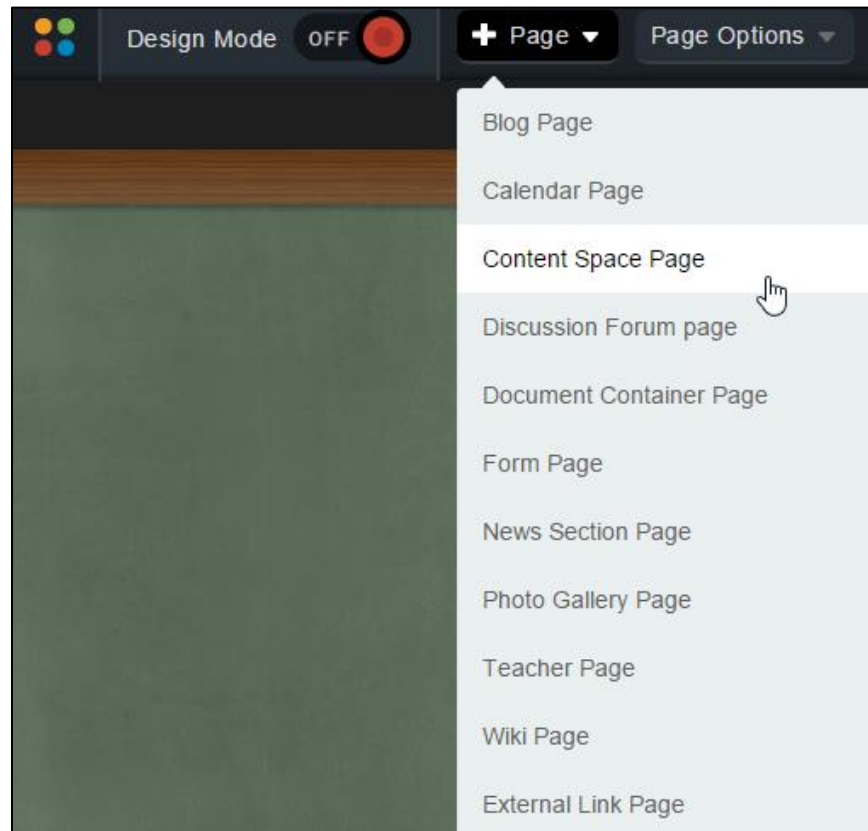 Design Mode OFF + Page Page Options
Blog Page
Calendar Page
Content Space Page
Discussion Forum page
Document Container Page
Form Page
News Section Page
Photo Gallery Page
Teacher Page
Wiki Page
External Link Page